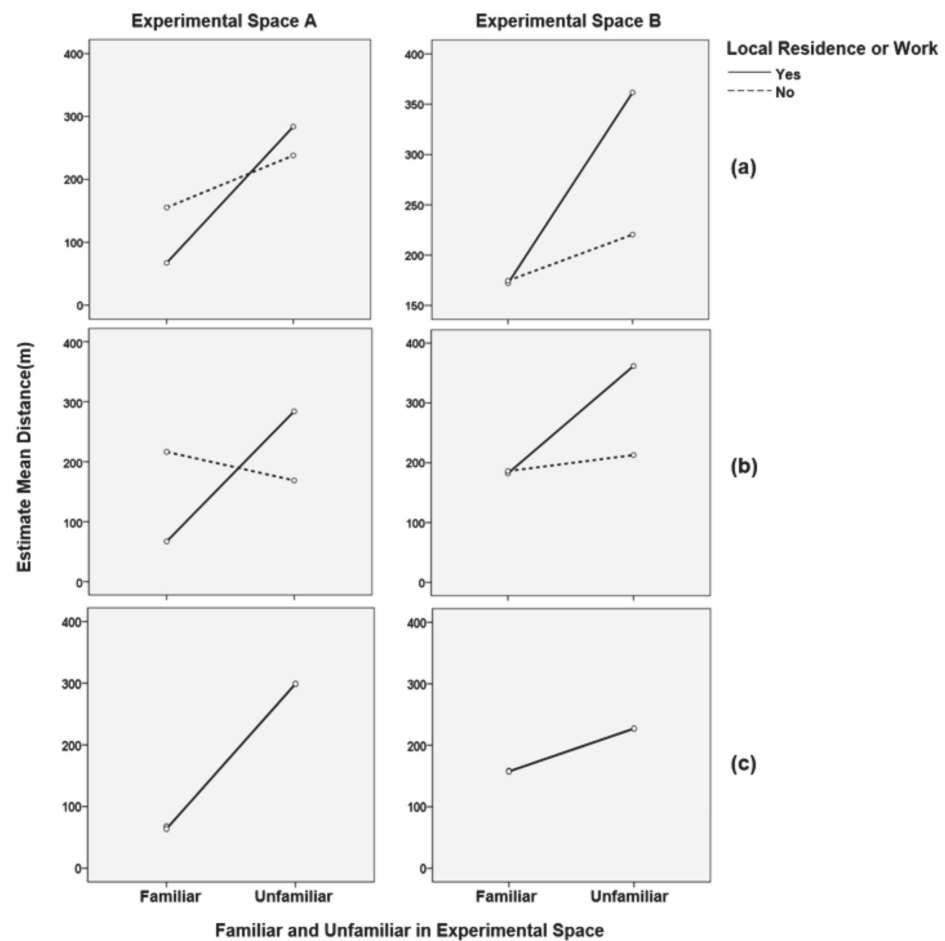 Experimental Space A
Experimental Space B
Local Residence or Work
Yes
No
400
300
200
100
0
400
350
300
250
200
150
(a)
Estimate Mean Distance(m)
400
300
200
100
0
400
300
200
100
0
(b)
400
300
200
100
0
400
300
200
100
0
(c)
Familiar Unfamiliar
Familiar Unfamiliar
Familiar and Unfamiliar in Experimental Space